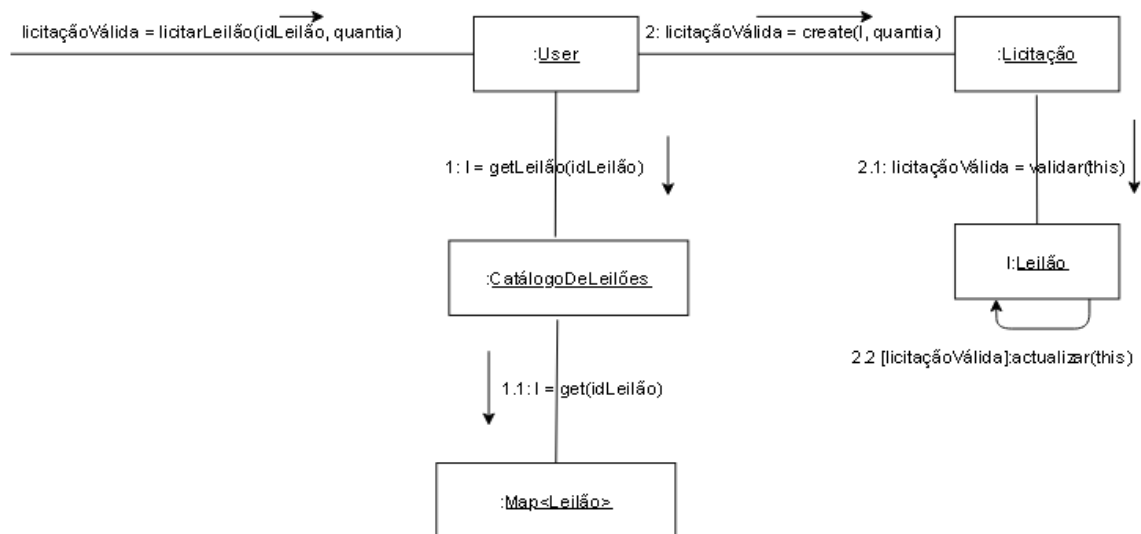 licitaçãoVálida = licitarLeilão(idLeilão, quantia)
2: licitaçãoVálida = create(l, quantia)
:User
:Licitação
1: l = getLeilão(idLeilão)
2.1: licitaçãoVálida = validar(this)
:CatálogoDeLeilões
l:Leilão
2.2 [licitaçãoVálida]:actualizar(this)
1.1: l = get(idLeilão)
:Map<Leilão>